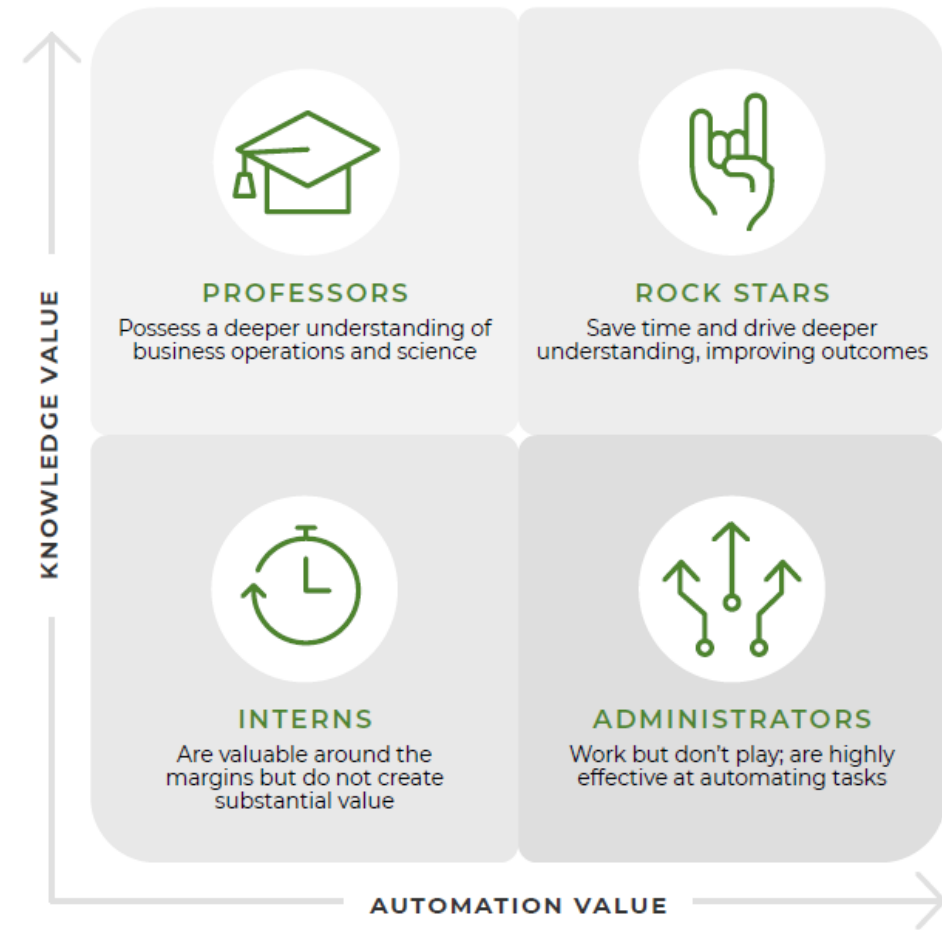 KNOWLEDGE VALUE
PROFESSORS
Possess a deeper understanding of
business operations and science
ROCK STARS
Save time and drive deeper
understanding, improving outcomes
INTERNS
Are valuable around the
margins but do not create
substantial value
ADMINISTRATORS
Work but don’t play; are highly
effective at automating tasks
AUTOMATION VALUE